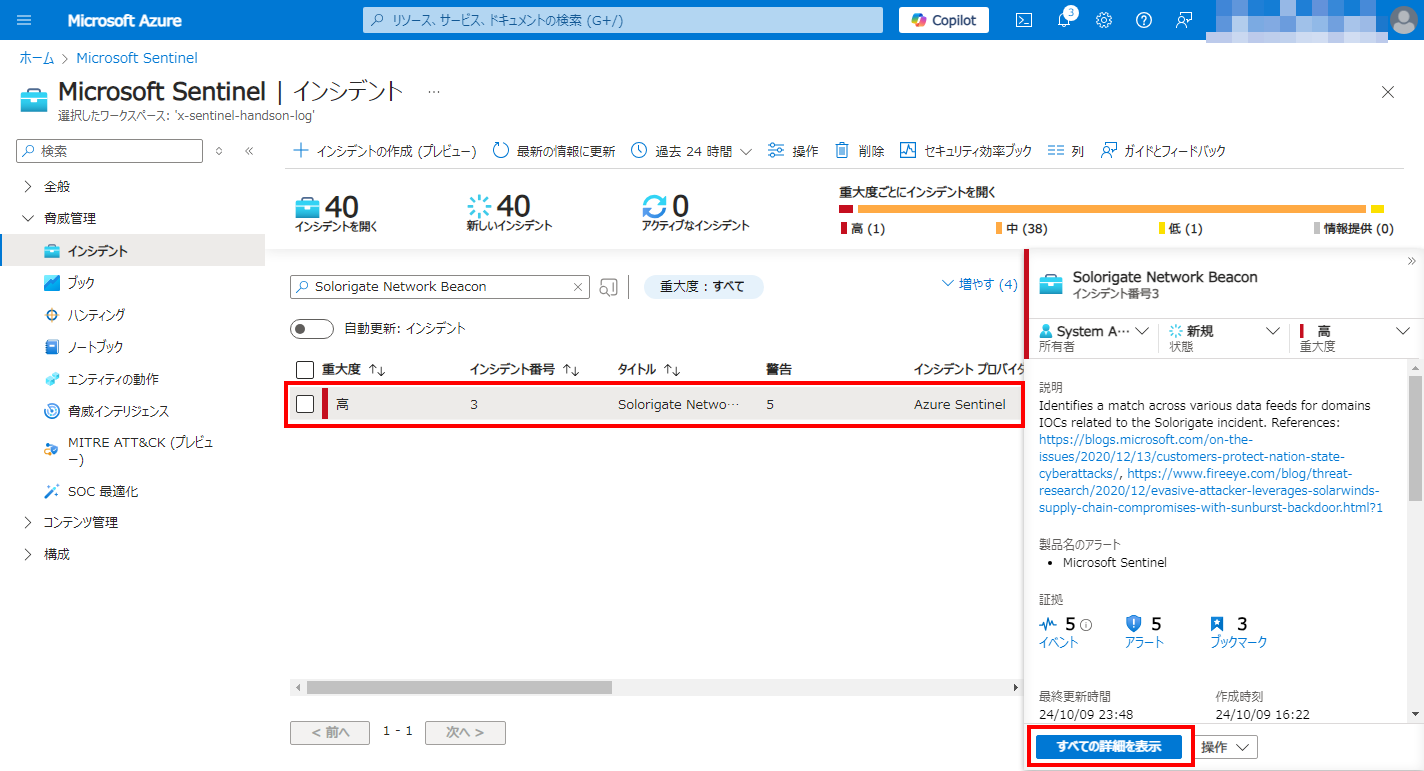 Microsoft Azure
リソース、サービス、ドキュメントの検索 (G+/)
Copilot
3
ホーム > Microsoft Sentinel
Microsoft Sentinel | インシデント ...
選択したワークスペース: 'x-sentinel-handson-log'
検索
全般
脅威管理
インシデント
ブック
ハンティング
ノートブック
エンティティの動作
脅威インテリジェンス
MITRE ATT&CK (プレビュ
ー)
SOC 最適化
コンテンツ管理
構成
インシデントの作成 (プレビュー) 最新の情報に更新 過去 24 時間 操作 削除 セキュリティ効率ブック 列 ガイドとフィードバック
40
インシデントを開く
40
新しいインシデント
0
アクティブなインシデント
重大度ごとにインシデントを開く
高 (1) 中 (38) 低 (1) 情報提供 (0)
Solorigate Network Beacon
重大度 : すべて
増やす (4)
自動更新: インシデント
重大度 インシデント番号 タイトル 警告 インシデント プロバイダ
高 3 Solorigate Netwo… 5 Azure Sentinel
< 前へ 1 - 1 次へ >
Solorigate Network Beacon
インシデント番号3
System A…
所有者
新規
状態
高
重大度
説明
Identifies a match across various data feeds for domains
IOCs related to the Solorigate incident. References:
https://blogs.microsoft.com/on-the-
issues/2020/12/13/customers-protect-nation-state-
cyberattacks/, https://www.fireeye.com/blog/threat-
research/2020/12/evasive-attacker-leverages-solarwinds-
supply-chain-compromises-with-sunburst-backdoor.html?1
製品名のアラート
• Microsoft Sentinel
証拠
5
イベント
5
アラート
3
ブックマーク
最終更新時間
24/10/09 23:48
作成時刻
24/10/09 16:22
すべての詳細を表示
操作